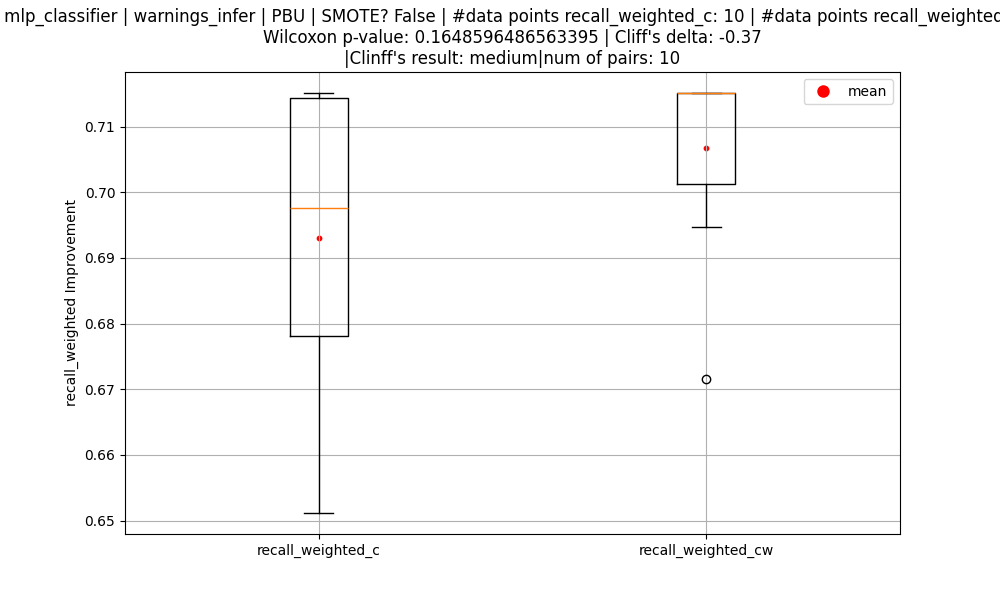 mlp_classifier | warnings_infer | PBU | SMOTE? False | #data points recall_weighted_c: 10 | #data points recall_weighted
Wilcoxon p-value: 0.1648596486563395 | Cliff's delta: -0.37
|Clinff's result: medium|num of pairs: 10
mean
0.71
0.70
0.69
0.68
0.67
0.66
0.65
recall_weighted Improvement
recall_weighted_c
recall_weighted_cw